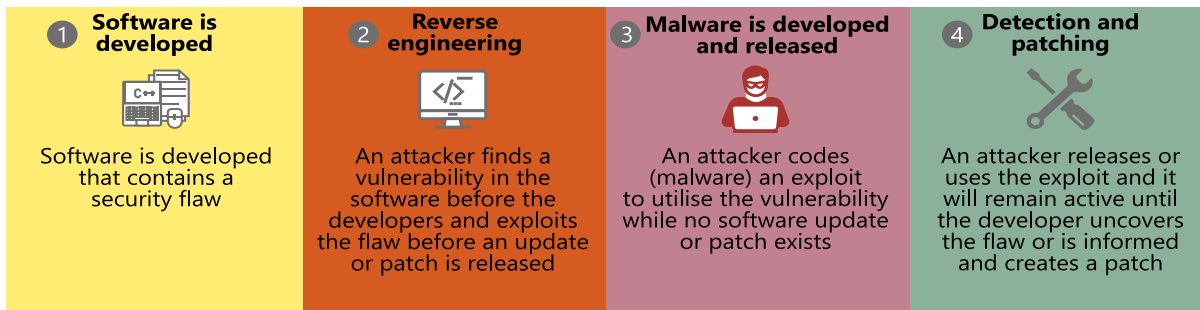 1
Software is
developed
C++
Software is developed
that contains a
security flaw
2
Reverse
engineering
</>
An attacker finds a
vulnerability in the
software before the
developers and exploits
the flaw before an update
or patch is released
3
Malware is developed
and released
An attacker codes
(malware) an exploit
to utilise the vulnerability
while no software update
or patch exists
4
Detection and
patching
An attacker releases or
uses the exploit and it
will remain active until
the developer uncovers
the flaw or is informed
and creates a patch